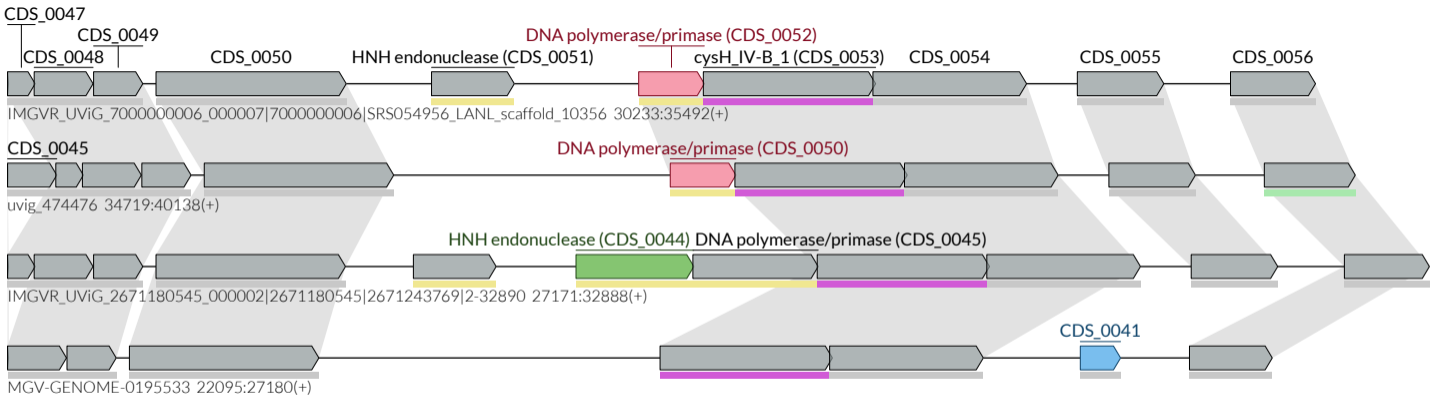 CDS_0047
CDS_0049
DNA polymerase/primase (CDS_0052)
CDS_0048
CDS_0050
HNH endonuclease (CDS_0051)
cysH_IV-B_1 (CDS_0053)
CDS_0054
CDS_0055
CDS_0056
IMGVR_UViG_7000000006_000007|7000000006|SRS054956_LANL_scaffold_10356 30233:35492(+)
CDS_0045
DNA polymerase/primase (CDS_0050)
uvig_474476 34719:40138(+)
HNH endonuclease (CDS_0044)
DNA polymerase/primase (CDS_0045)
IMGVR_UViG_2671180545_000002|2671180545|2671243769|2-32890 27171:32888(+)
CDS_0041
MGV-GENOME-0195533 22095:27180(+)